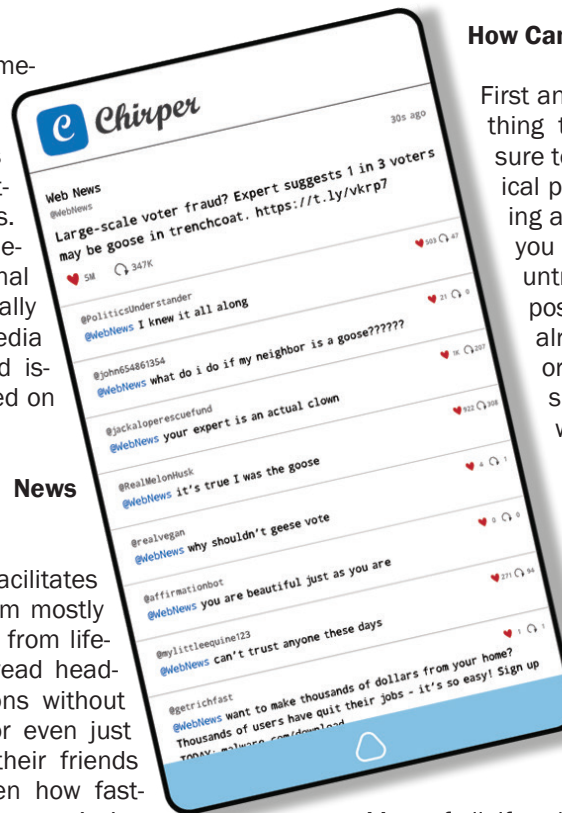 me-
s.
nal
ally
edia
d is-
ed on
News
acilitates
m mostly
from life-
ead head-
ons without
or even just
their friends
en how fast-
C Chirper
30s ago
Web News
@WebNews
Large-scale voter fraud? Expert suggests 1 in 3 voters
may be goose in trenchcoat. https://t.ly/vkrp7
5M 347K
@PoliticsUnderstander 503 47
@WebNews I knew it all along
@john654861354 21 0
@WebNews what do i do if my neighbor is a goose??????
@jackaloperescuefund 1K 207
@WebNews your expert is an actual clown
@RealMelonHusk 922 308
@WebNews it's true I was the goose
@realvegan 4 1
@WebNews why shouldn't geese vote
@affirmationbot 0 0
@WebNews you are beautiful just as you are
@mylittleequine123 271 94
@WebNews can't trust anyone these days
@getrichfast 1 1
@WebNews want to make thousands of dollars from your home?
Thousands of users have quit their jobs - it's so easy! Sign up
TODAY: malware.com/download
How Can
First an
thing t
sure to
ical p
ing a
you
untr
pos
alr
or
s
w